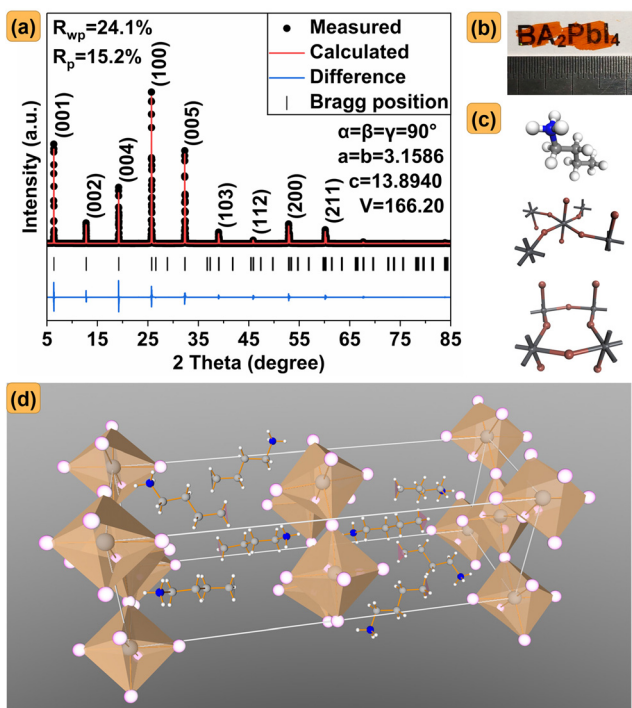 (a)
R_wp=24.1%
R_p=15.2%
Measured
Calculated
Difference
Bragg position
α=β=γ=90°
a=b=3.1586
c=13.8940
V=166.20
(001)
(002)
(004)
(100)
(005)
(103)
(112)
(200)
(211)
Intensity (a.u.)
5 15 25 35 45 55 65 75 85
2 Theta (degree)
(b)
BA₂PbI₄
(c)
(d)